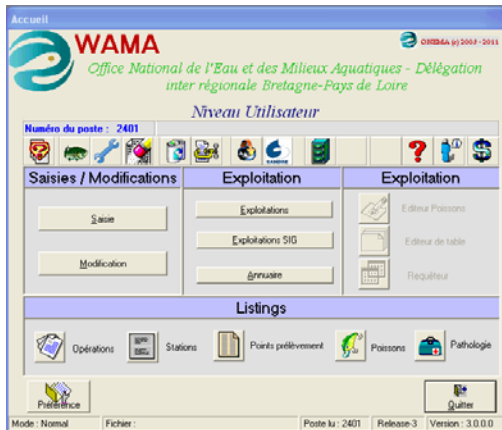 Accueil
WAMA
ONEMA (c) 2003 - 2011
Office National de l'Eau et des Milieux Aquatiques - Délégation
inter régionale Bretagne-Pays de Loire
Niveau Utilisateur
Numéro du poste : 2401
SANDRE
Saisies / Modifications
Exploitation
Exploitation
Saisie
Exploitations
Editeur Poissons
Exploitations SIG
Editeur de table
Modification
Annuaire
Requêteur
Listings
Opérations
Stations
Points prélèvement
Poissons
Pathologie
Préférence
Quitter
Mode : Normal
Fichier :
Poste lu : 2401
Release-3
Version : 3.0.0.0